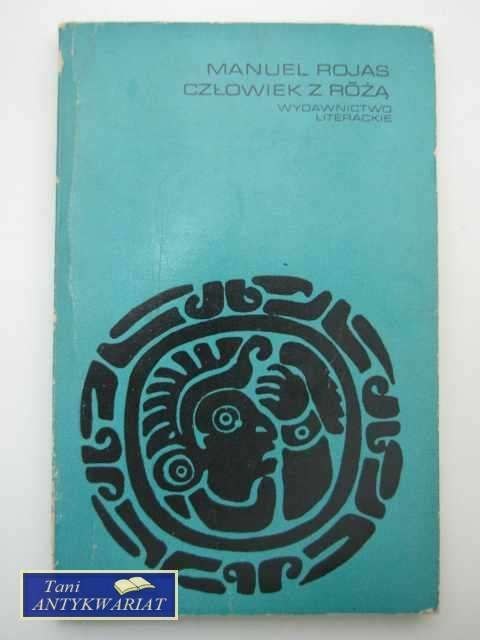 MANUEL ROJAS
CZŁOWIEK Z RÓŻĄ
WYDAWNICTWO
LITERACKIE
Tani
ANTYKWARIAT